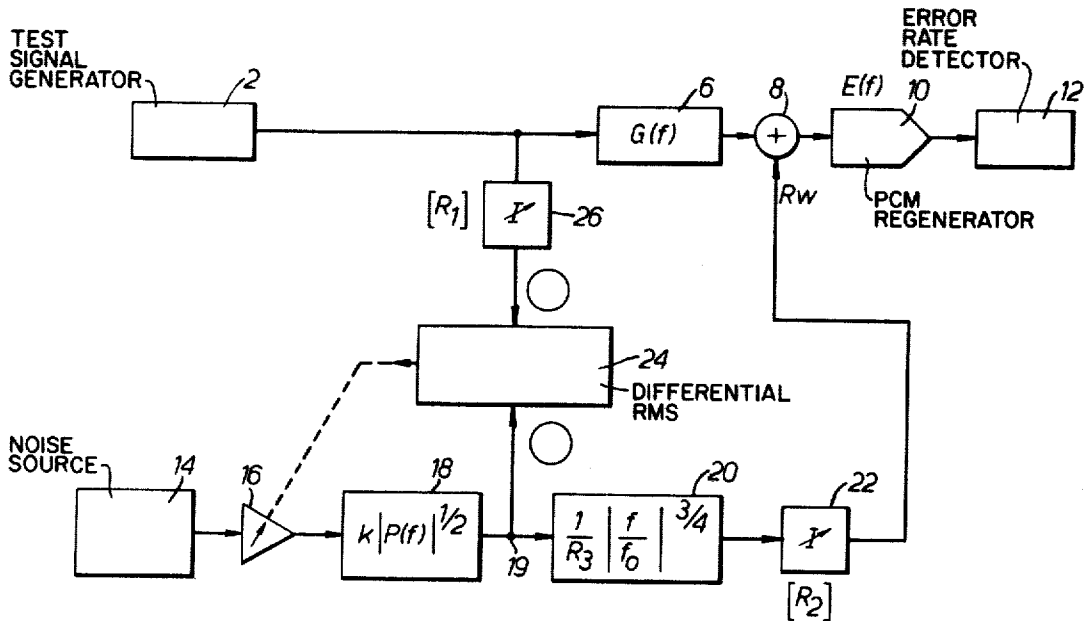 TEST
SIGNAL
GENERATOR
2
6
G(f)
8
+
E(f)
10
ERROR
RATE
DETECTOR
12
[R1]
26
Rw
PCM
REGENERATOR
24
DIFFERENTIAL
RMS
NOISE
SOURCE
14
16
18
k|P(f)|^1/2
19
20
1/R3 |f/fo|^3/4
22
[R2]